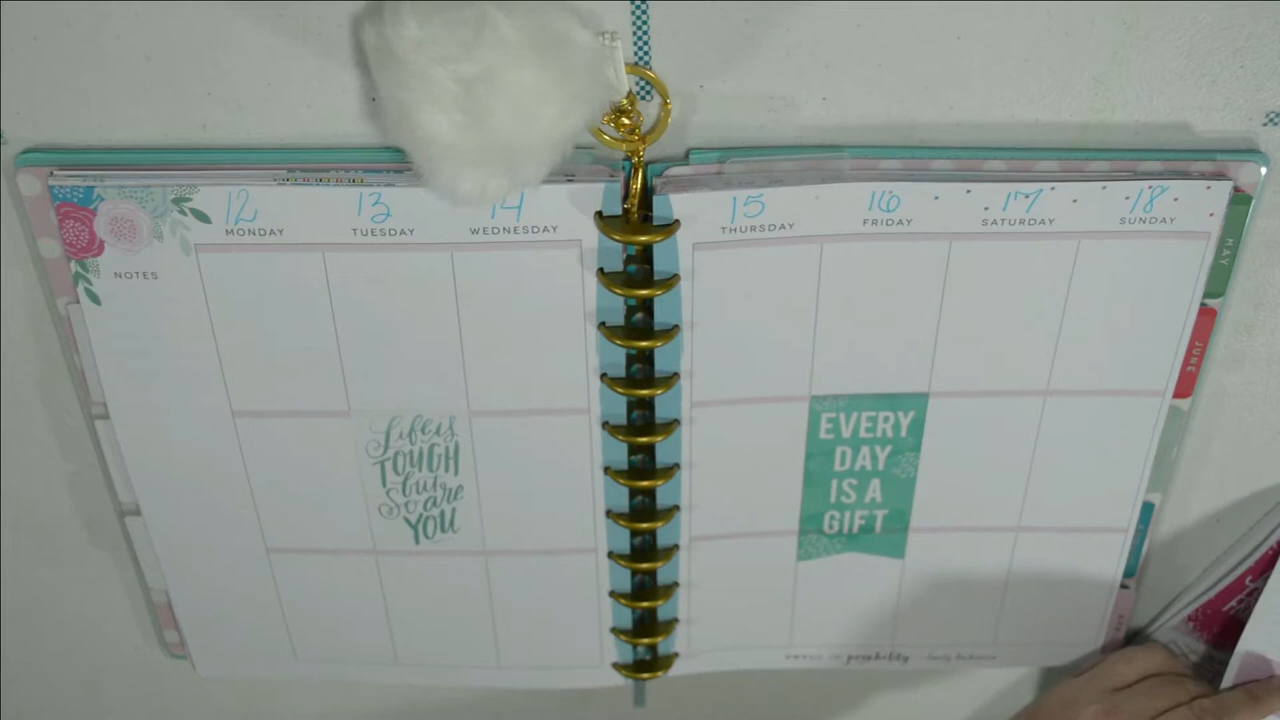 12 13 14 15 16 17 18
MONDAY TUESDAY WEDNESDAY THURSDAY FRIDAY SATURDAY SUNDAY
NOTES
Life is
TOUGH
but
So are
YOU
EVERY
DAY
IS A
GIFT
MAY
JUNE